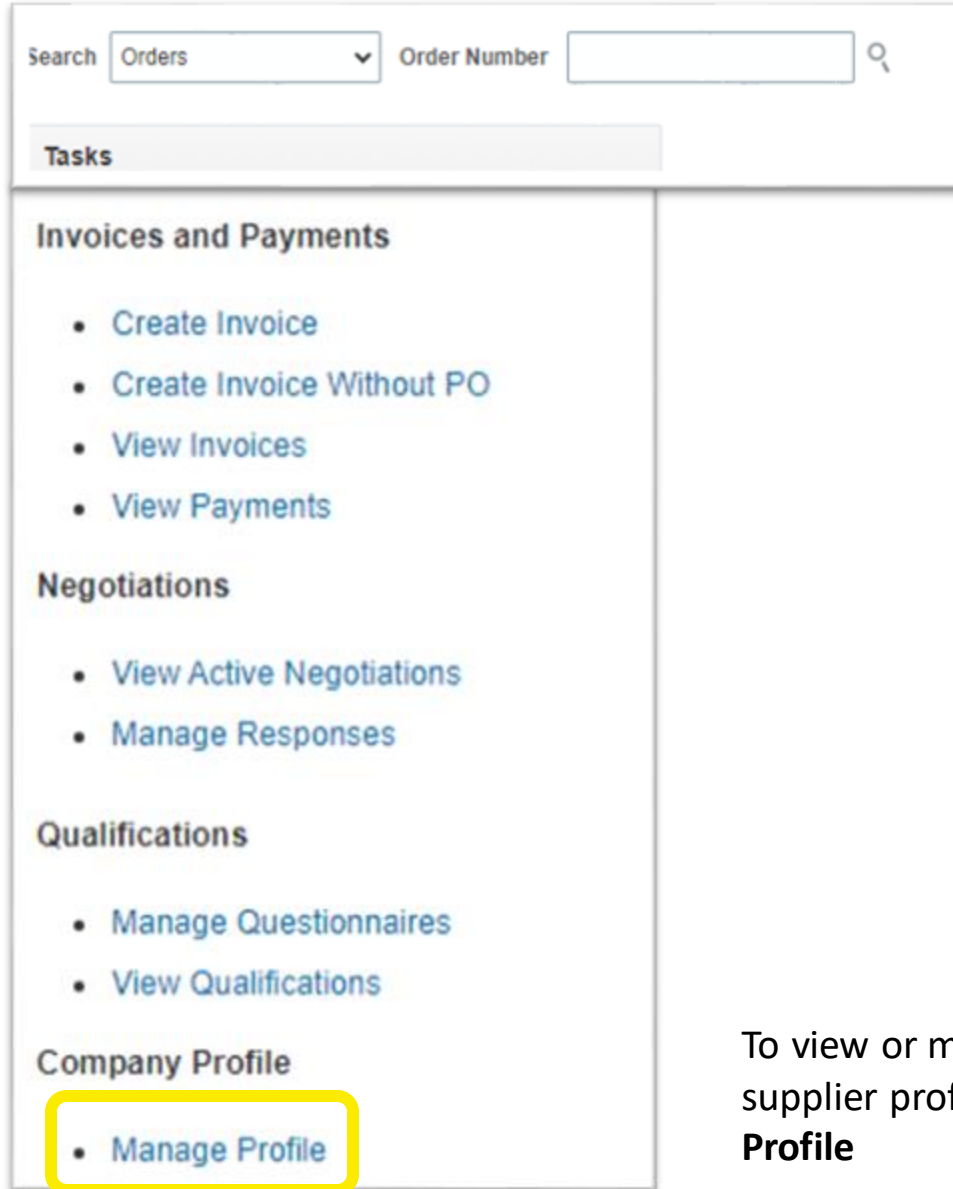 Search Orders Order Number
Tasks
Invoices and Payments
• Create Invoice
• Create Invoice Without PO
• View Invoices
• View Payments
Negotiations
• View Active Negotiations
• Manage Responses
Qualifications
• Manage Questionnaires
• View Qualifications
Company Profile
• Manage Profile
To view or m
supplier prof
Profile